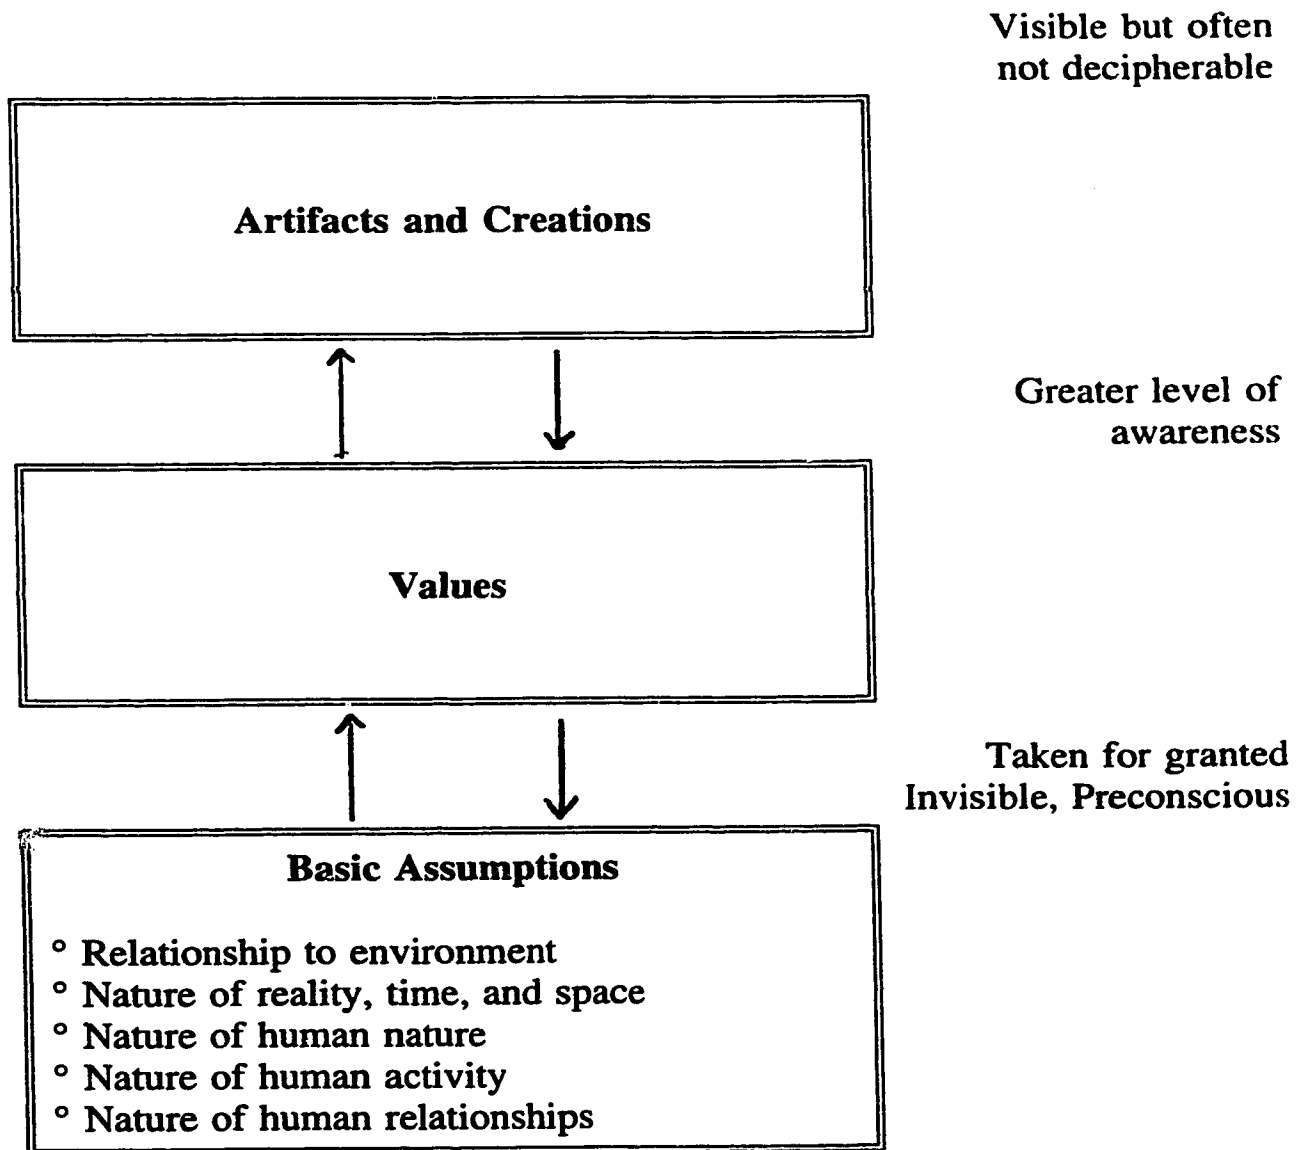 Visible but often
not decipherable
Artifacts and Creations
Greater level of
awareness
Values
Taken for granted
Invisible, Preconscious
Basic Assumptions
° Relationship to environment
° Nature of reality, time, and space
° Nature of human nature
° Nature of human activity
° Nature of human relationships